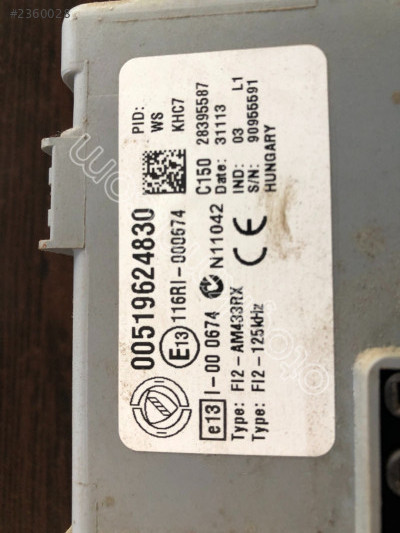 #2360023
00519624830
E13 116RI-000674
e13 I-00 0674 N11042
Type: FI2-AM433RX CE
Type: FI2-125kHz
PID:
WS
KHC7
C150 28395587
Date: 31113
IND: 03 L1
S/N: 90955591
HUNGARY